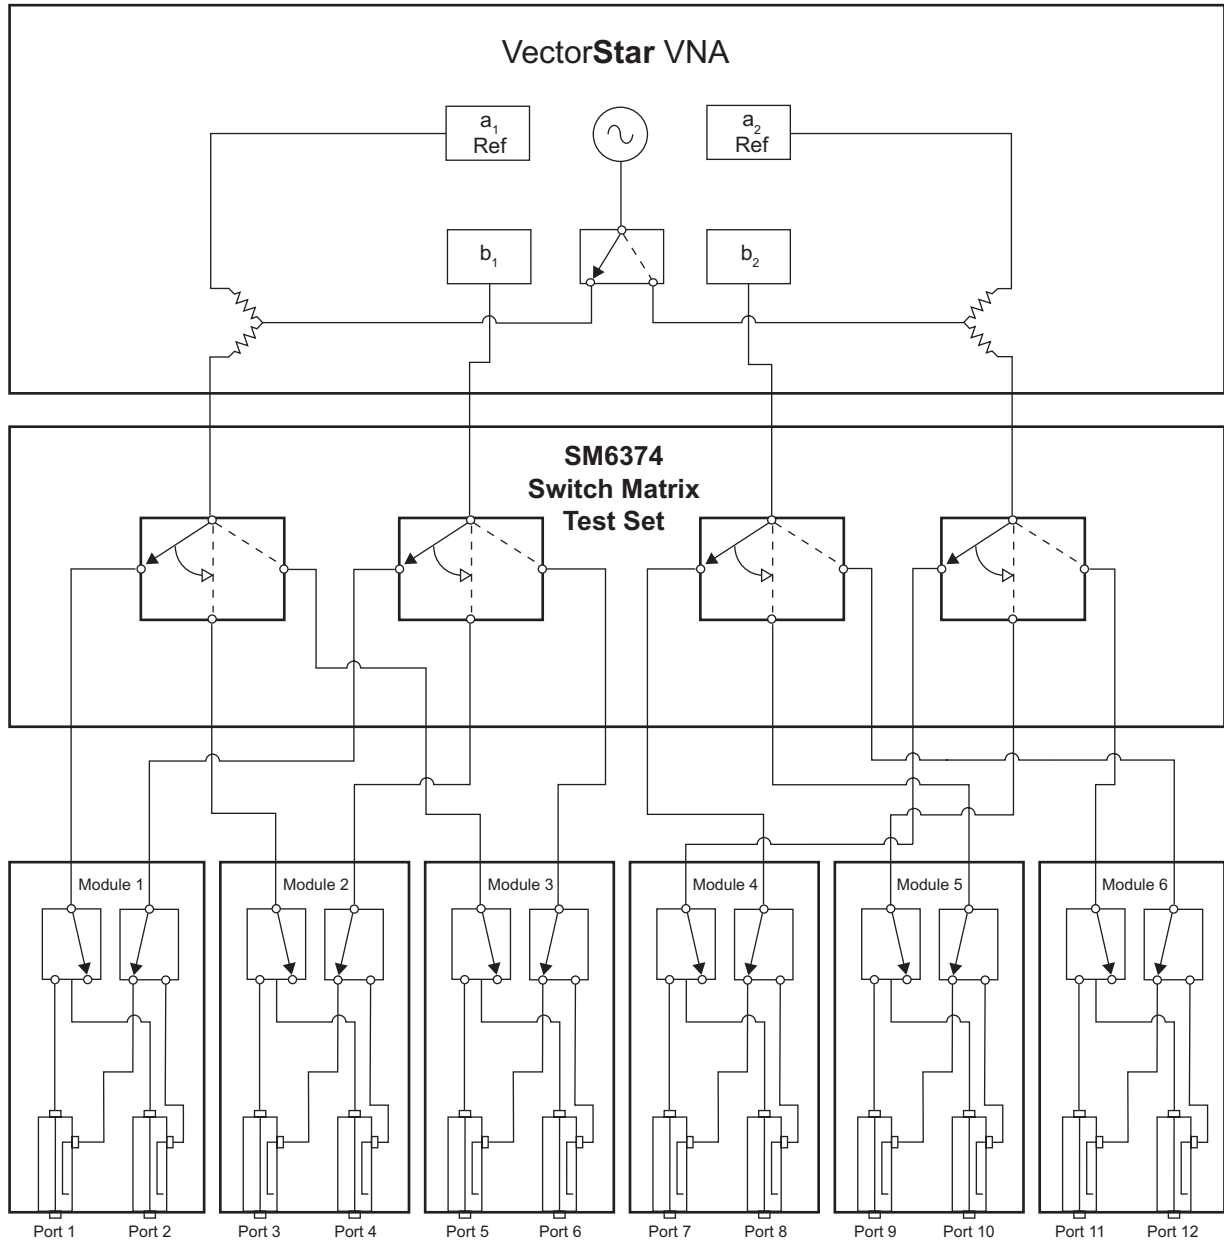 VectorStar VNA
a1
Ref
a2
Ref
b1
b2
SM6374
Switch Matrix
Test Set
Module 1
Module 2
Module 3
Module 4
Module 5
Module 6
Port 1
Port 2
Port 3
Port 4
Port 5
Port 6
Port 7
Port 8
Port 9
Port 10
Port 11
Port 12